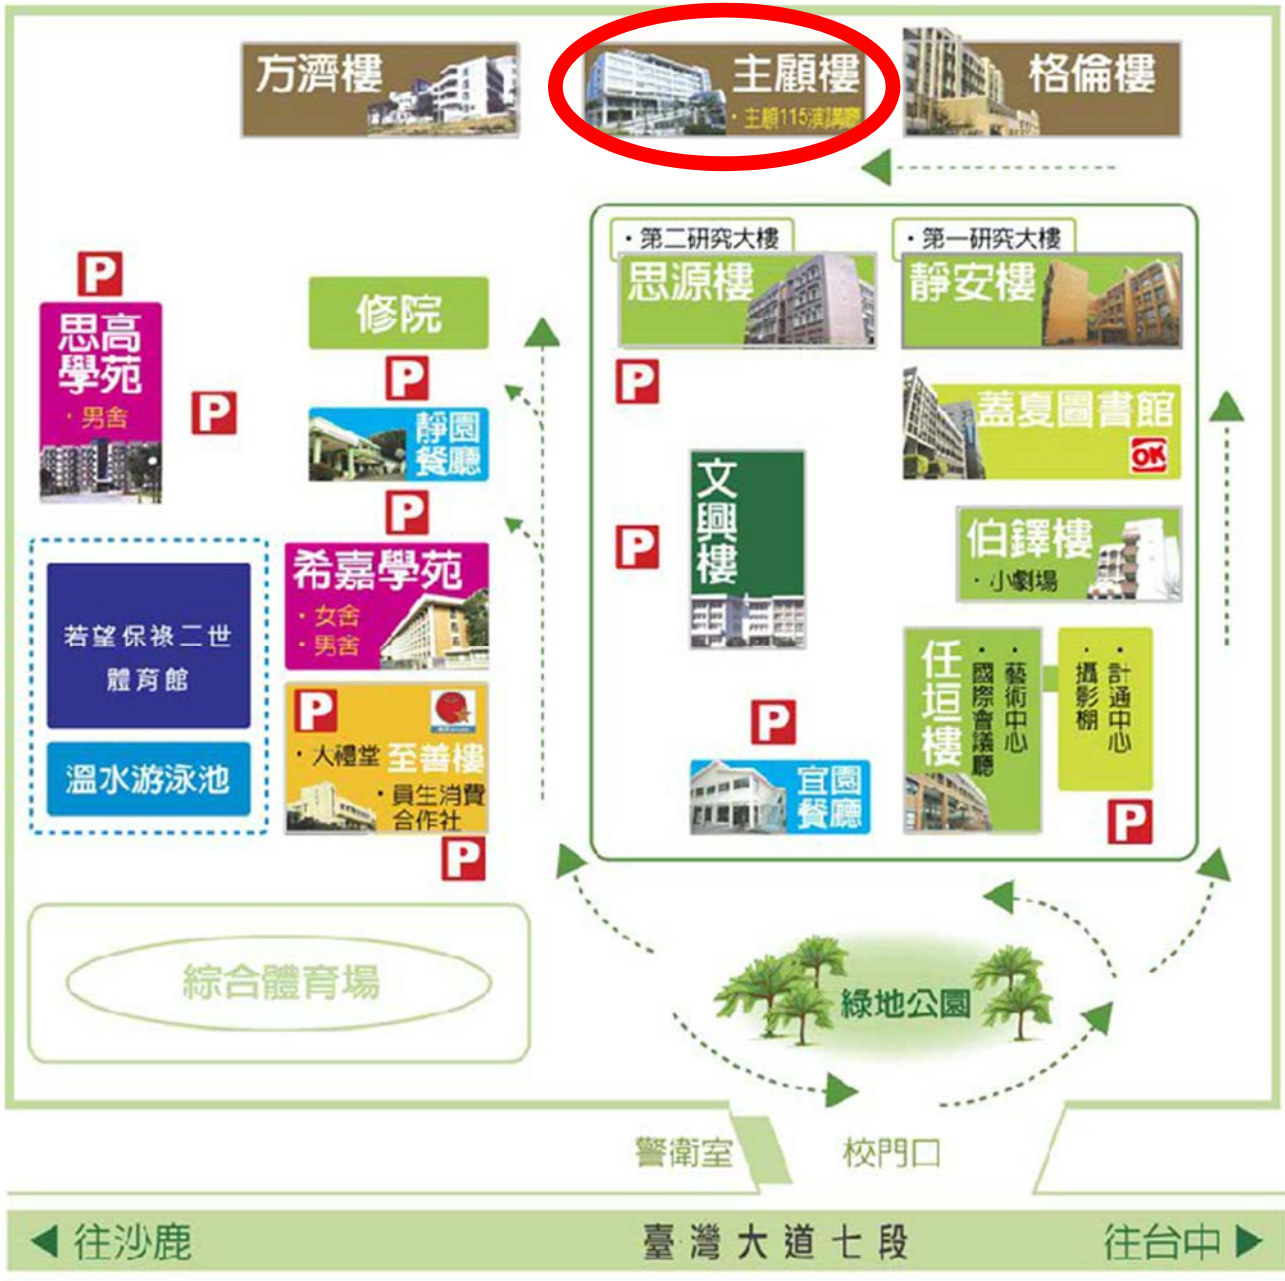 方濟樓
主顧樓
・主顧115演講廳
格倫樓
・第二研究大樓
思源樓
・第一研究大樓
靜安樓
P
思高
學苑
・男舍
P
修院
P
靜園
餐廳
P
希嘉學苑
・女舍
・男舍
P
・大禮堂
至善樓
・員生消費
合作社
P
若望保祿二世
體育館
溫水游泳池
P
P
文興樓
P
宜園
餐廳
蓋夏圖書館
OK
伯鐸樓
・小劇場
任垣樓
・藝術中心
・國際會議廳
・計通中心
・攝影棚
P
綜合體育場
綠地公園
警衛室
校門口
往沙鹿
臺灣大道七段
往台中